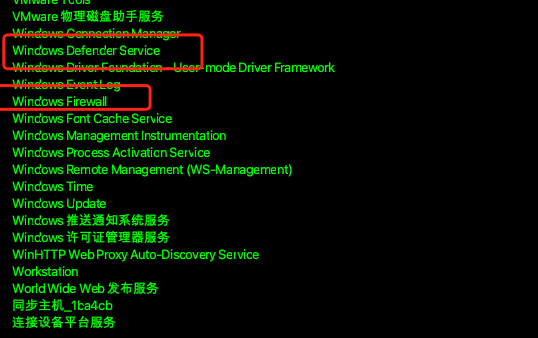 VMware Tools
VMware 物理磁盘助手服务
Windows Connection Manager
Windows Defender Service
Windows Driver Foundation - User-mode Driver Framework
Windows Event Log
Windows Firewall
Windows Font Cache Service
Windows Management Instrumentation
Windows Process Activation Service
Windows Remote Management (WS-Management)
Windows Time
Windows Update
Windows 推送通知系统服务
Windows 许可证管理器服务
WinHTTP Web Proxy Auto-Discovery Service
Workstation
World Wide Web 发布服务
同步主机_1ba4cb
连接设备平台服务